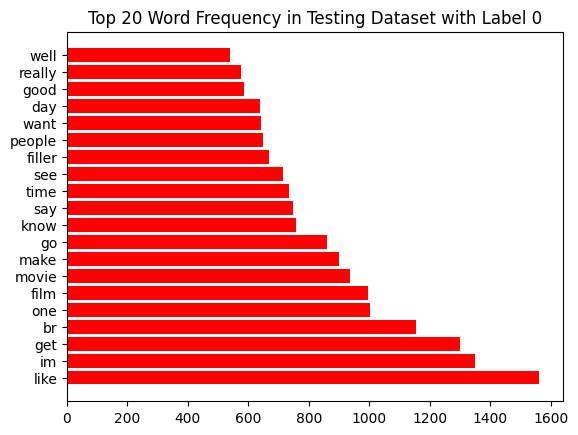 Top 20 Word Frequency in Testing Dataset with Label 0
well
really
good
day
want
people
filler
see
time
say
know
go
make
movie
film
one
br
get
im
like
0 200 400 600 800 1000 1200 1400 1600